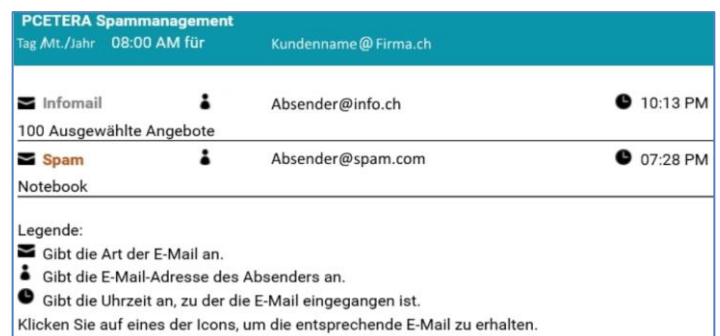 PCETERA Spammanagement
Tag /Mt./Jahr 08:00 AM für Kundenname@Firma.ch
Infomail Absender@info.ch 10:13 PM
100 Ausgewählte Angebote
Spam Absender@spam.com 07:28 PM
Notebook
Legende:
Gibt die Art der E-Mail an.
Gibt die E-Mail-Adresse des Absenders an.
Gibt die Uhrzeit an, zu der die E-Mail eingegangen ist.
Klicken Sie auf eines der Icons, um die entsprechende E-Mail zu erhalten.